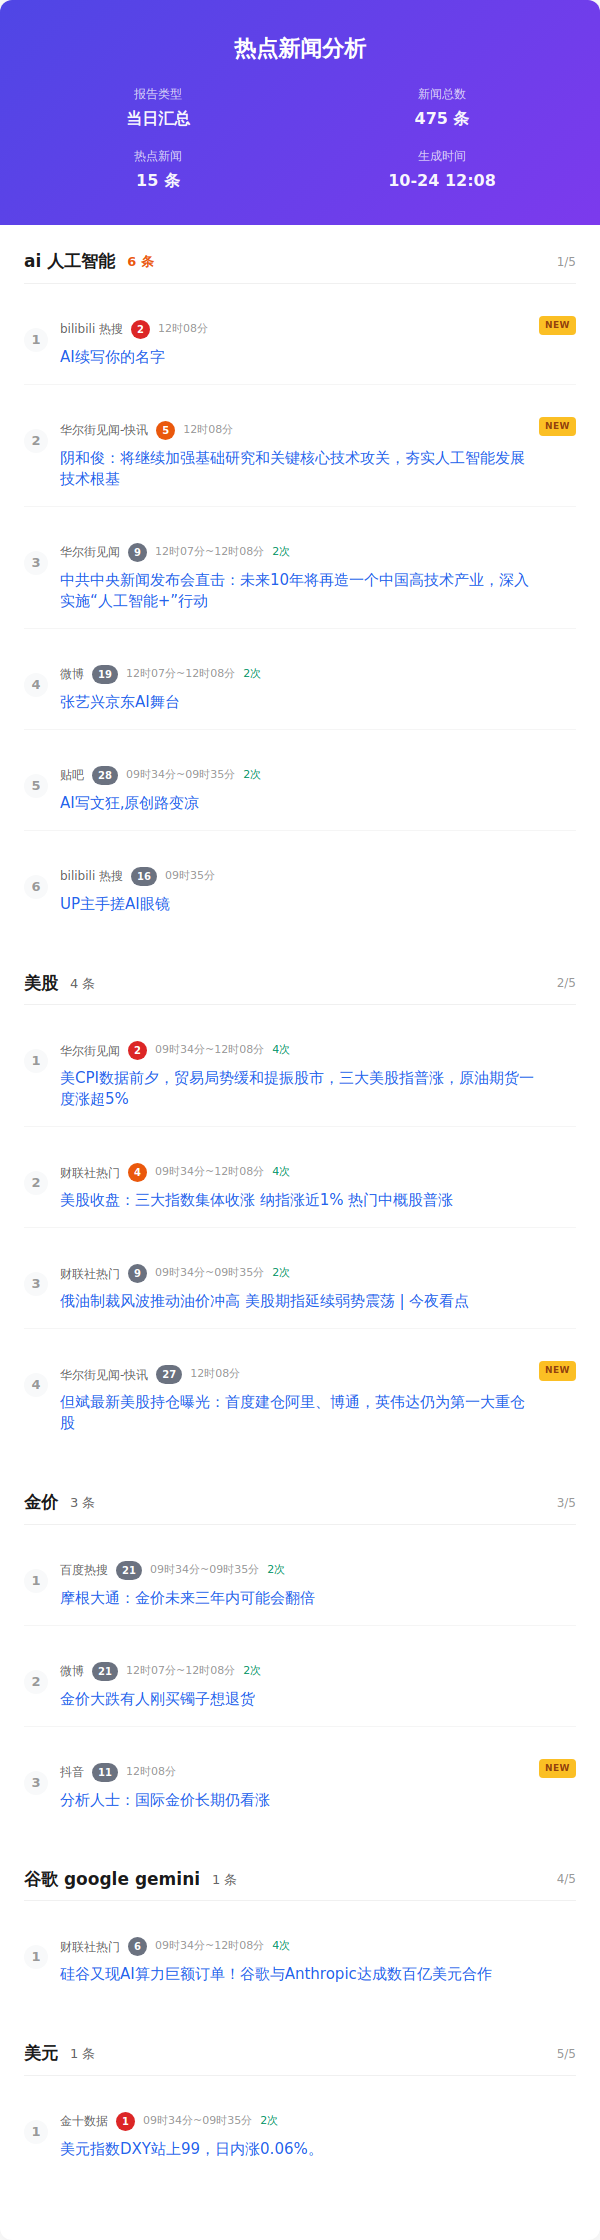 热点新闻分析
报告类型
当日汇总
新闻总数
475 条
热点新闻
15 条
生成时间
10-24 12:08
ai 人工智能 6 条 1/5
1 bilibili 热搜 2 12时08分 NEW
AI续写你的名字
2 华尔街见闻-快讯 5 12时08分 NEW
阴和俊：将继续加强基础研究和关键核心技术攻关，夯实人工智能发展
技术根基
3 华尔街见闻 9 12时07分~12时08分 2次
中共中央新闻发布会直击：未来10年将再造一个中国高技术产业，深入
实施“人工智能+”行动
4 微博 19 12时07分~12时08分 2次
张艺兴京东AI舞台
5 贴吧 28 09时34分~09时35分 2次
AI写文狂,原创路变凉
6 bilibili 热搜 16 09时35分
UP主手搓AI眼镜
美股 4 条 2/5
1 华尔街见闻 2 09时34分~12时08分 4次
美CPI数据前夕，贸易局势缓和提振股市，三大美股指普涨，原油期货一
度涨超5%
2 财联社热门 4 09时34分~12时08分 4次
美股收盘：三大指数集体收涨 纳指涨近1% 热门中概股普涨
3 财联社热门 9 09时34分~09时35分 2次
俄油制裁风波推动油价冲高 美股期指延续弱势震荡 | 今夜看点
4 华尔街见闻-快讯 27 12时08分 NEW
但斌最新美股持仓曝光：首度建仓阿里、博通，英伟达仍为第一大重仓
股
金价 3 条 3/5
1 百度热搜 21 09时34分~09时35分 2次
摩根大通：金价未来三年内可能会翻倍
2 微博 21 12时07分~12时08分 2次
金价大跌有人刚买镯子想退货
3 抖音 11 12时08分 NEW
分析人士：国际金价长期仍看涨
谷歌 google gemini 1 条 4/5
1 财联社热门 6 09时34分~12时08分 4次
硅谷又现AI算力巨额订单！谷歌与Anthropic达成数百亿美元合作
美元 1 条 5/5
1 金十数据 1 09时34分~09时35分 2次
美元指数DXY站上99，日内涨0.06%。